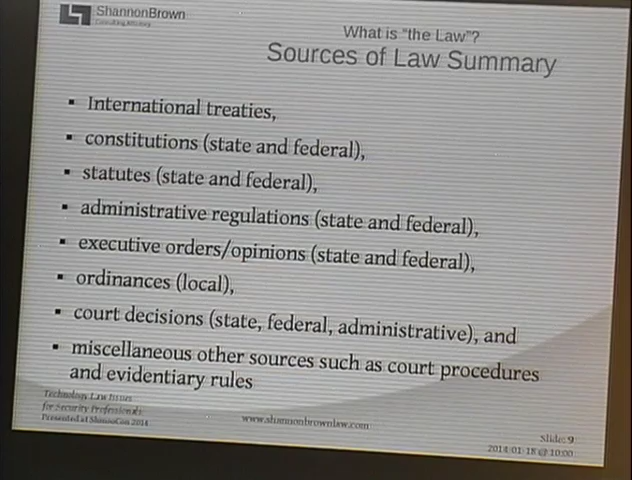 ShannonBrown
Consulting Attorney
What is "the Law"?
Sources of Law Summary
▪ International treaties,
▪ constitutions (state and federal),
▪ statutes (state and federal),
▪ administrative regulations (state and federal),
▪ executive orders/opinions (state and federal),
▪ ordinances (local),
▪ court decisions (state, federal, administrative), and
▪ miscellaneous other sources such as court procedures
and evidentiary rules
Technology Law Issues
for Security Professionals
Presented at ShmooCon 2014
www.shannonbrownlaw.com
Slide: 9
2014-01-18 @ 10:00